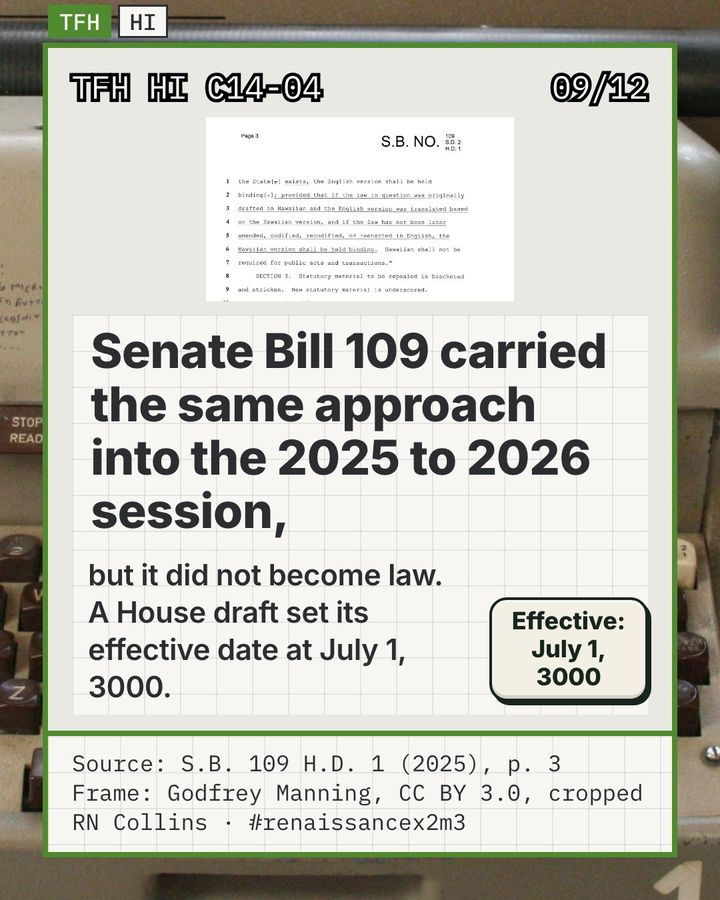 TFH HI
TFH HI C14-04 09/12
Page 3
S.B. NO. 109
S.D. 2
H.D. 1
1 the State[v] exists, the English version shall be held
2 binding[.]; provided that if the law in question was originally
3 drafted in Hawaiian and the English version was translated based
4 on the Hawaiian version, and if the law has not been later
5 amended, codified, recodified, or reenacted in English, the
6 Hawaiian version shall be held binding. Hawaiian shall not be
7 required for public acts and transactions."
8 SECTION 3. Statutory material to be repealed is bracketed
9 and stricken. New statutory material is underscored.
Senate Bill 109 carried
the same approach
into the 2025 to 2026
session,
but it did not become law.
A House draft set its
effective date at July 1,
3000.
Effective:
July 1,
3000
Source: S.B. 109 H.D. 1 (2025), p. 3
Frame: Godfrey Manning, CC BY 3.0, cropped
RN Collins · #renaissancex2m3
STOP
READ
Z
1